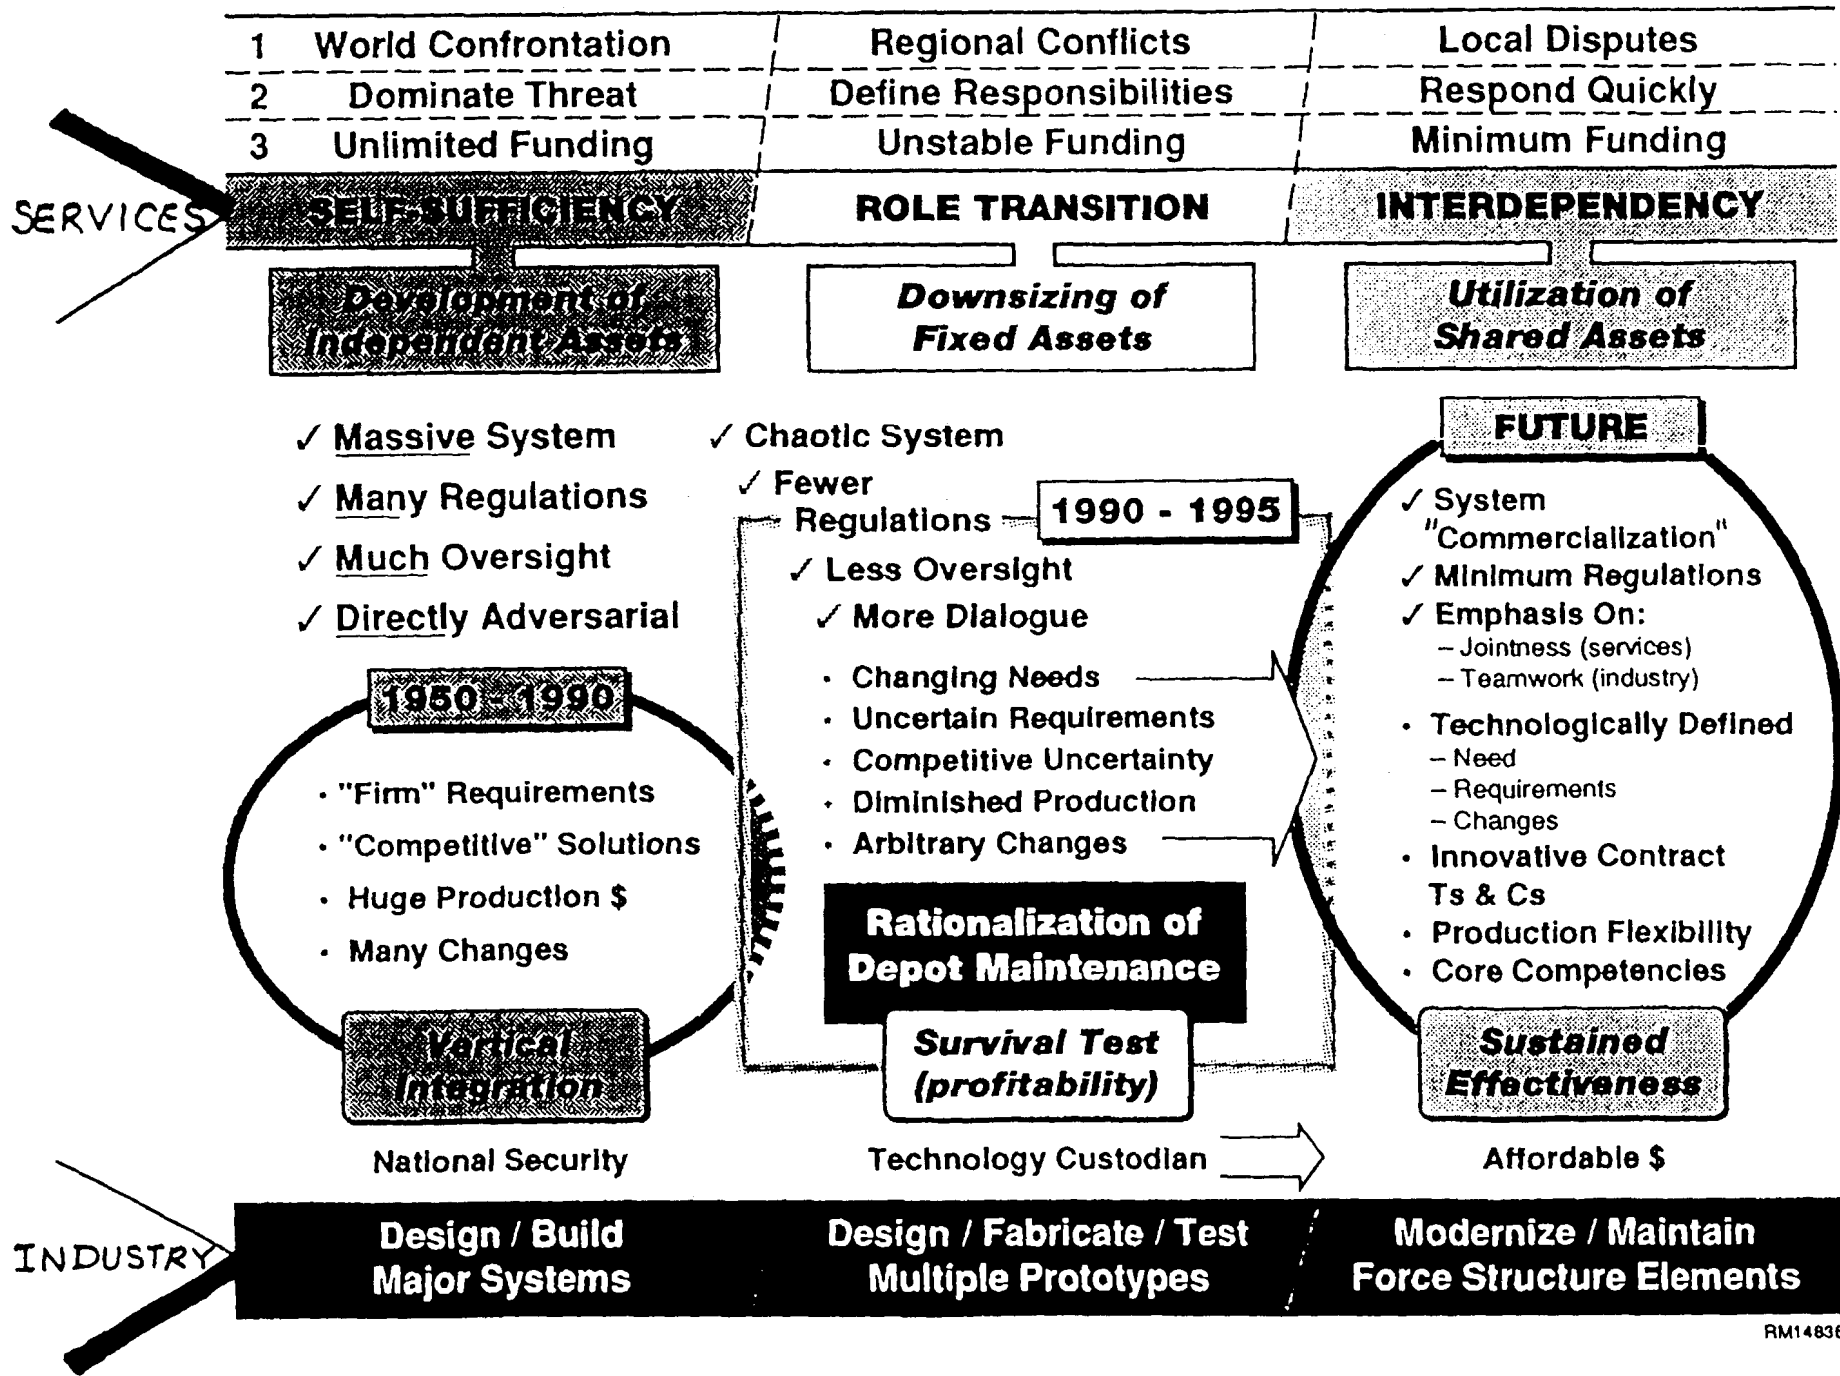 1 World Confrontation Regional Conflicts Local Disputes
2 Dominate Threat Define Responsibilities Respond Quickly
3 Unlimited Funding Unstable Funding Minimum Funding
SERVICES
SELF-SUFFICIENCY ROLE TRANSITION INTERDEPENDENCY
Development of
Independent Assets
Downsizing of
Fixed Assets
Utilization of
Shared Assets
✓ Massive System
✓ Many Regulations
✓ Much Oversight
✓ Directly Adversarial
1950 - 1990
· "Firm" Requirements
· "Competitive" Solutions
· Huge Production $
· Many Changes
Vertical
Integration
National Security
✓ Chaotic System
✓ Fewer
Regulations
1990 - 1995
✓ Less Oversight
✓ More Dialogue
· Changing Needs
· Uncertain Requirements
· Competitive Uncertainty
· Diminished Production
· Arbitrary Changes
Rationalization of
Depot Maintenance
Survival Test
(profitability)
Technology Custodian
FUTURE
✓ System
"Commercialization"
✓ Minimum Regulations
✓ Emphasis On:
– Jointness (services)
– Teamwork (industry)
· Technologically Defined
– Need
– Requirements
– Changes
· Innovative Contract
Ts & Cs
· Production Flexibility
· Core Competencies
Sustained
Effectiveness
Affordable $
INDUSTRY
Design / Build
Major Systems
Design / Fabricate / Test
Multiple Prototypes
Modernize / Maintain
Force Structure Elements
RM14836